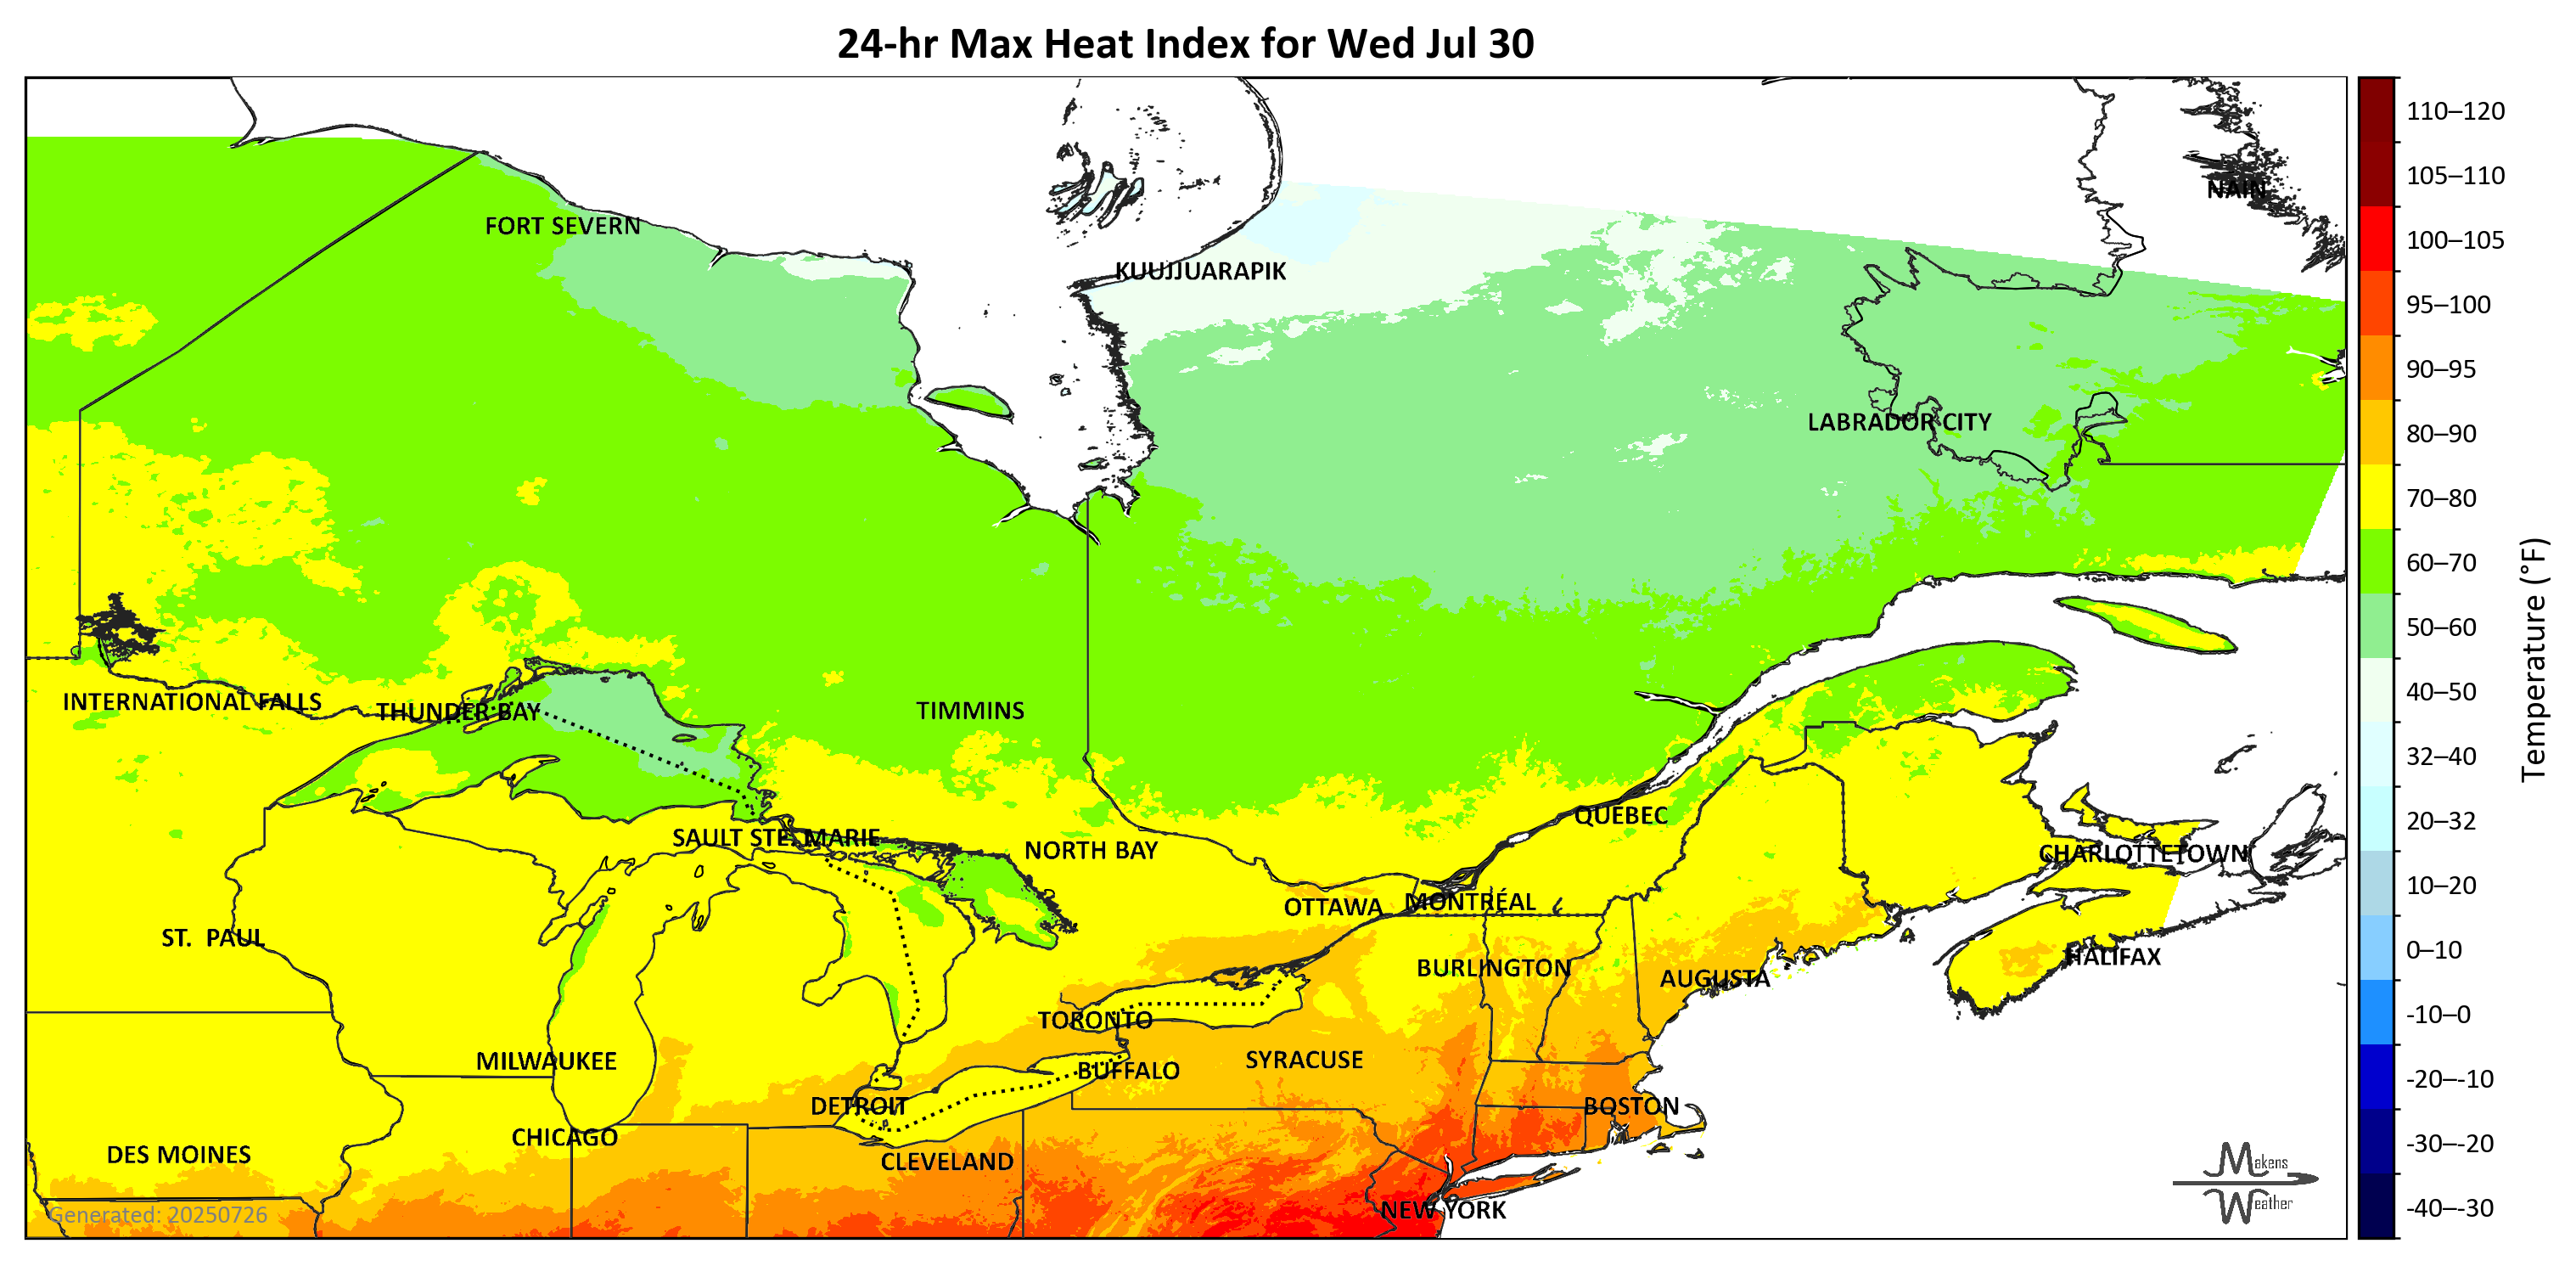 24-hr Max Heat Index for Wed Jul 30
110–120
105–110
NAIN
FORT SEVERN
100–105
KUUJJUARAPIK
95–100
90–95
LABRADOR CITY
80–90
70–80
60–70
50–60
Temperature (°F)
40–50
INTERNATIONAL FALLS
THUNDER BAY
TIMMINS
32–40
QUEBEC
20–32
SAULT STE. MARIE
NORTH BAY
CHARLOTTETOWN
10–20
OTTAWA
MONTRÉAL
ST. PAUL
0–10
HALIFAX
BURLINGTON
AUGUSTA
-10–0
TORONTO
MILWAUKEE
SYRACUSE
BUFFALO
-20–-10
DETROIT
BOSTON
CHICAGO
-30–-20
DES MOINES
CLEVELAND
Makens
Weather
NEW YORK
-40–-30
Generated: 20250726